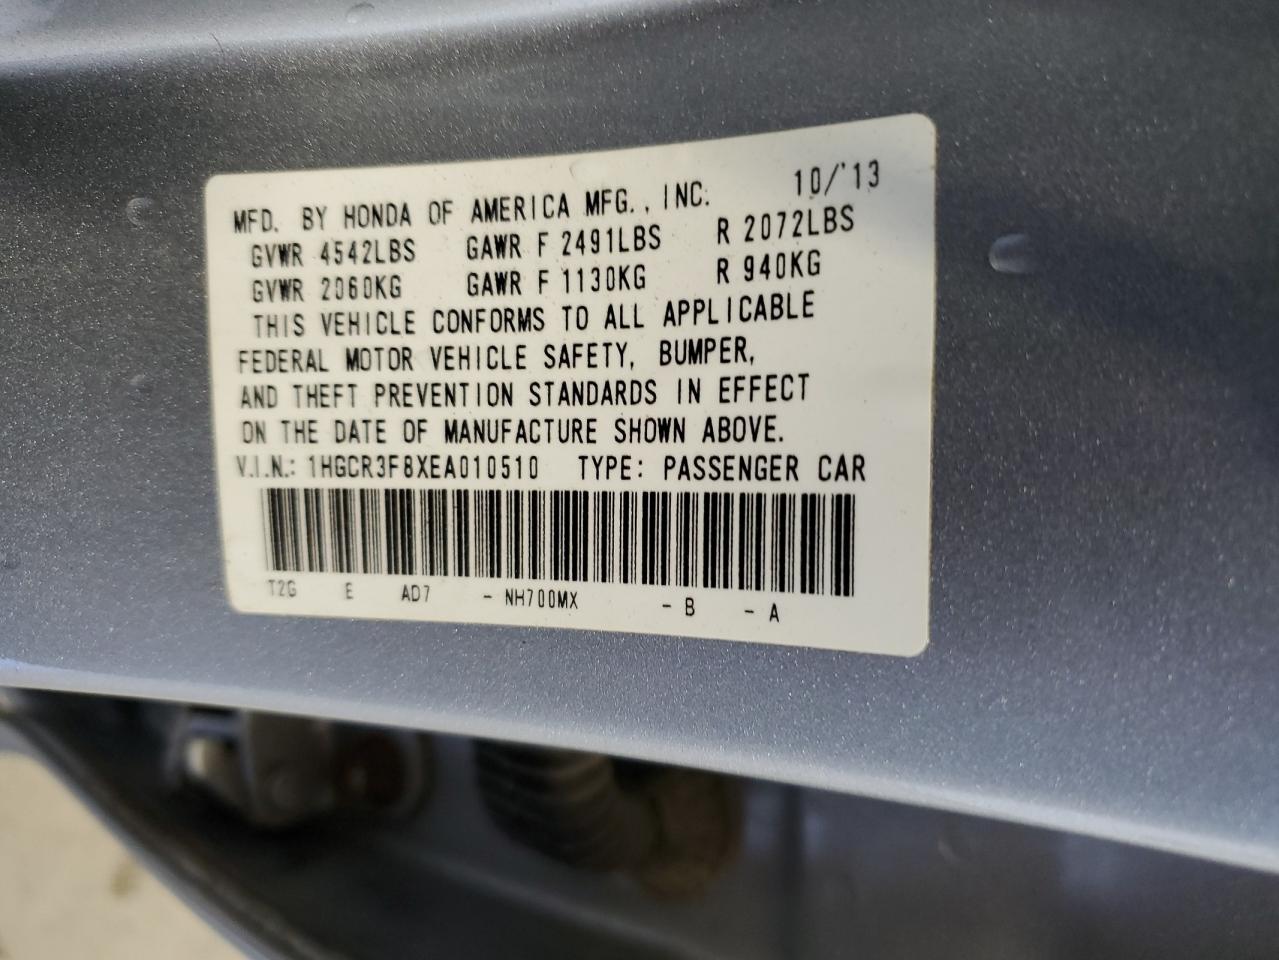 MFD. BY HONDA OF AMERICA MFG., INC. 10/'13
GVWR 4542LBS GAWR F 2491LBS R 2072LBS
GVWR 2060KG GAWR F 1130KG R 940KG
THIS VEHICLE CONFORMS TO ALL APPLICABLE
FEDERAL MOTOR VEHICLE SAFETY, BUMPER,
AND THEFT PREVENTION STANDARDS IN EFFECT
ON THE DATE OF MANUFACTURE SHOWN ABOVE.
V.I.N.: 1HGCR3F8XEA010510 TYPE: PASSENGER CAR
T2G E AD7 - NH700MX - B - A